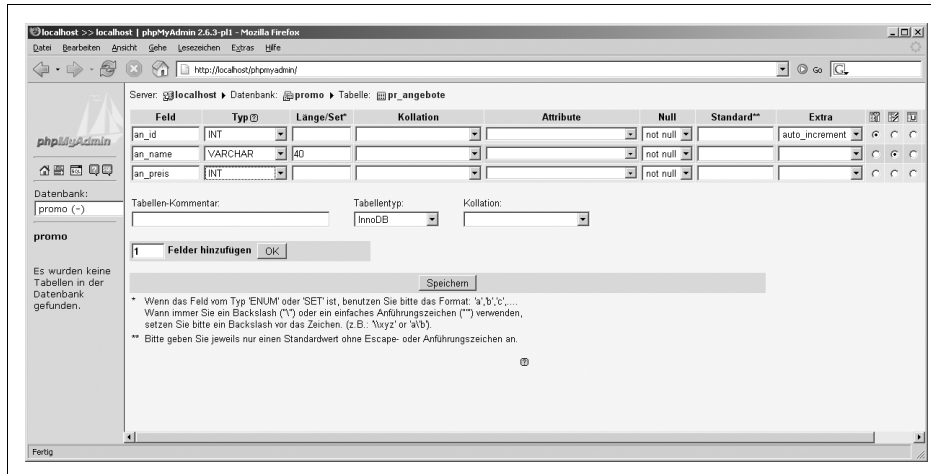 localhost >> localhost | phpMyAdmin 2.6.3-pl1 - Mozilla Firefox
Datei Bearbeiten Ansicht Gehe Lesezeichen Extras Hilfe
http://localhost/phpmyadmin/ Go G
phpMyAdmin
Datenbank:
promo (-)
promo
Es wurden keine
Tabellen in der
Datenbank
gefunden.
Server: localhost ▸ Datenbank: promo ▸ Tabelle: pr_angebote
Feld Typ Länge/Set* Kollation Attribute Null Standard** Extra
an_id INT not null auto_increment
an_name VARCHAR 40 not null
an_preis INT not null
Tabellen-Kommentar: Tabellentyp: Kollation:
InnoDB
1 Felder hinzufügen OK
Speichern
* Wenn das Feld vom Typ 'ENUM' oder 'SET' ist, benutzen Sie bitte das Format: 'a','b','c',....
Wann immer Sie ein Backslash ("\") oder ein einfaches Anführungszeichen ("'") verwenden,
setzen Sie bitte ein Backslash vor das Zeichen. (z.B.: '\\xyz' or 'a\'b').
** Bitte geben Sie jeweils nur einen Standardwert ohne Escape- oder Anführungszeichen an.
Fertig